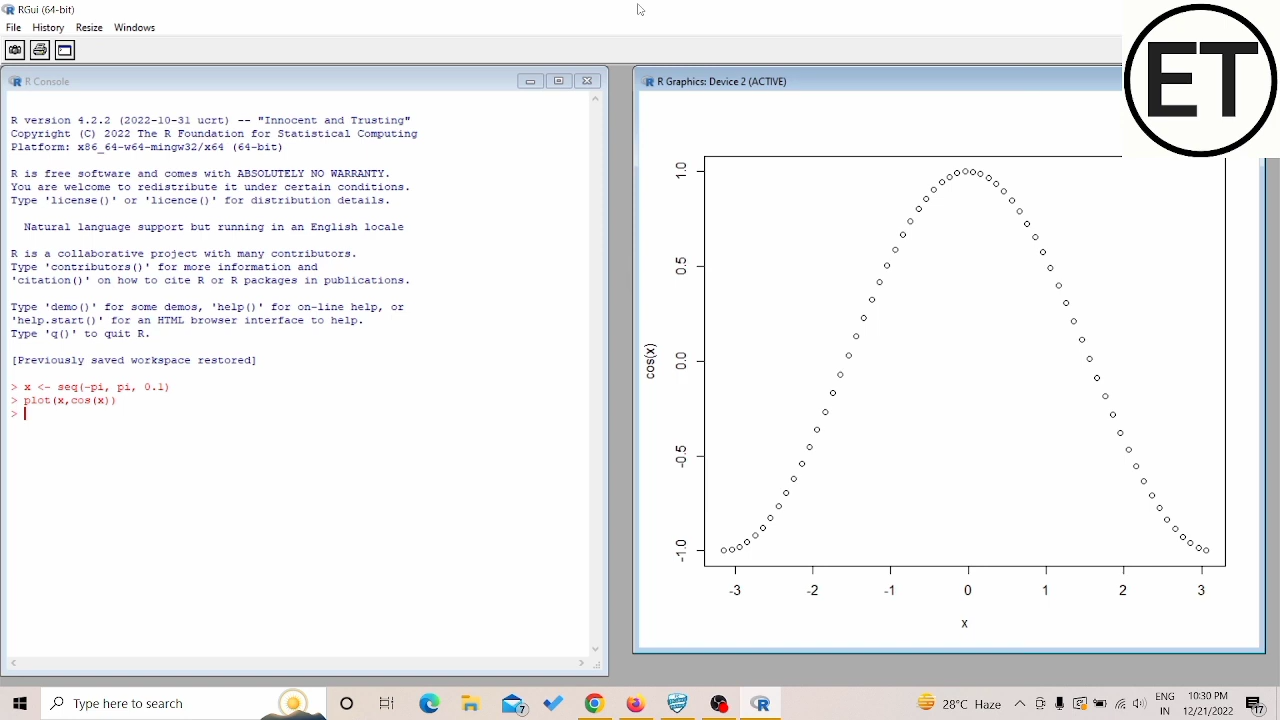 RGui (64-bit)
File History Resize Windows
R Console
R version 4.2.2 (2022-10-31 ucrt) -- "Innocent and Trusting"
Copyright (C) 2022 The R Foundation for Statistical Computing
Platform: x86_64-w64-mingw32/x64 (64-bit)
R is free software and comes with ABSOLUTELY NO WARRANTY.
You are welcome to redistribute it under certain conditions.
Type 'license()' or 'licence()' for distribution details.
Natural language support but running in an English locale
R is a collaborative project with many contributors.
Type 'contributors()' for more information and
'citation()' on how to cite R or R packages in publications.
Type 'demo()' for some demos, 'help()' for on-line help, or
'help.start()' for an HTML browser interface to help.
Type 'q()' to quit R.
[Previously saved workspace restored]
> x <- seq(-pi, pi, 0.1)
> plot(x,cos(x))
>
R Graphics: Device 2 (ACTIVE)
ET
1.0
0.5
0.0
-0.5
-1.0
cos(x)
-3 -2 -1 0 1 2 3
x
Type here to search
7
28°C Haze
ENG
IN
10:30 PM
12/21/2022
17